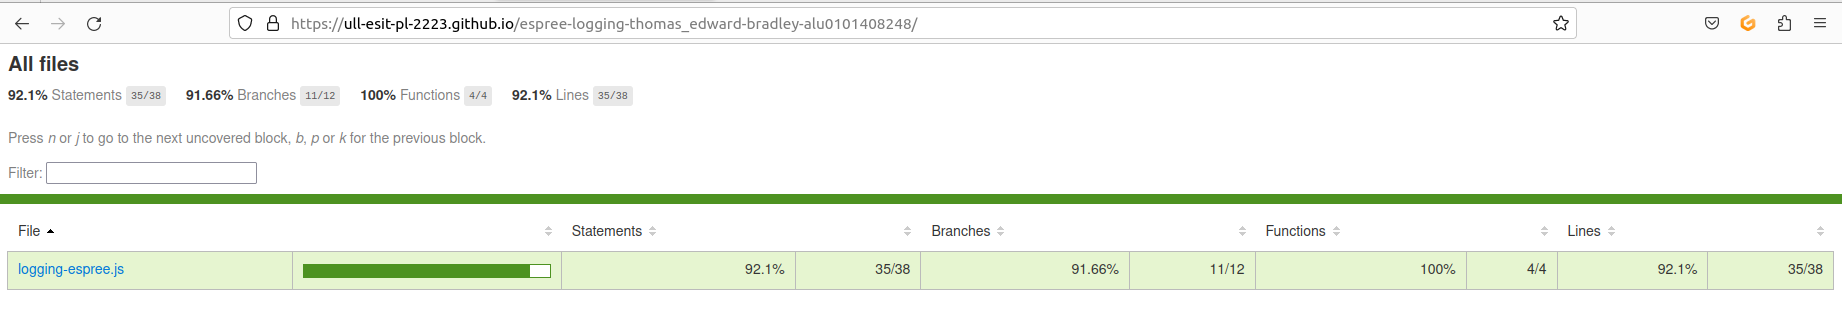 https://ull-esit-pl-2223.github.io/espree-logging-thomas_edward-bradley-alu0101408248/
All files
92.1% Statements 35/38 91.66% Branches 11/12 100% Functions 4/4 92.1% Lines 35/38
Press n or j to go to the next uncovered block, b, p or k for the previous block.
Filter:
File Statements Branches Functions Lines
logging-espree.js 92.1% 35/38 91.66% 11/12 100% 4/4 92.1% 35/38